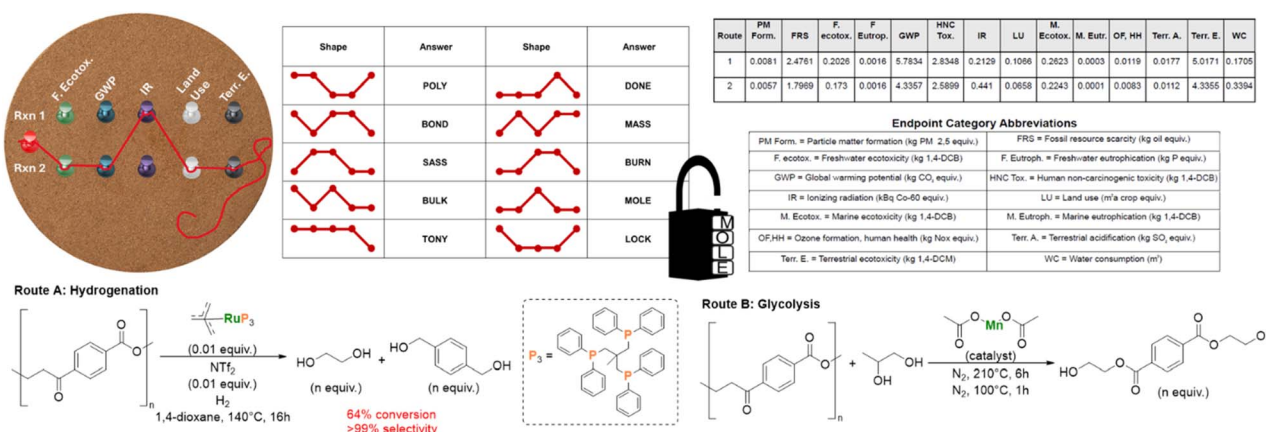 F. Ecotox.
GWP
IR
Land Use
Terr. E.
Rxn 1
Rxn 2
Shape Answer Shape Answer
POLY DONE
BOND MASS
SASS BURN
BULK MOLE
TONY LOCK
MOLE
Route PM Form. FRS F. ecotox. F Eutrop. GWP HNC Tox. IR LU M. Ecotox. M. Eutr. OF, HH Terr. A. Terr. E. WC
1 0.0081 2.4761 0.2026 0.0016 5.7834 2.8348 0.2129 0.1066 0.2623 0.0003 0.0119 0.0177 5.0171 0.1705
2 0.0057 1.7969 0.173 0.0016 4.3357 2.5899 0.441 0.0658 0.2243 0.0001 0.0083 0.0112 4.3355 0.3394
Endpoint Category Abbreviations
PM Form. = Particle matter formation (kg PM 2.5 equiv.) FRS = Fossil resource scarcity (kg oil equiv.)
F. ecotox. = Freshwater ecotoxicity (kg 1,4-DCB) F. Eutroph. = Freshwater eutrophication (kg P equiv.)
GWP = Global warming potential (kg CO₂ equiv.) HNC Tox. = Human non-carcinogenic toxicity (kg 1,4-DCB)
IR = Ionizing radiation (kBq Co-60 equiv.) LU = Land use (m²a crop equiv.)
M. Ecotox. = Marine ecotoxicity (kg 1,4-DCB) M. Eutroph. = Marine eutrophication (kg 1,4-DCB)
OF,HH = Ozone formation, human health (kg Nox equiv.) Terr. A. = Terrestrial acidification (kg SO₂ equiv.)
Terr. E. = Terrestrial ecotoxicity (kg 1,4-DCM) WC = Water consumption (m³)
Route A: Hydrogenation
O
O
O
n
RuP₃
(0.01 equiv.)
NTf₂
(0.01 equiv.)
H₂
1,4-dioxane, 140°C, 16h
HO OH
(n equiv.)
+
HO OH
(n equiv.)
64% conversion
>99% selectivity
P₃ =
P
P
P
Route B: Glycolysis
O
O
O
n
+
OH
OH
O Mn O
O O
(catalyst)
N₂, 210°C, 6h
N₂, 100°C, 1h
HO O O
O O
(n equiv.)